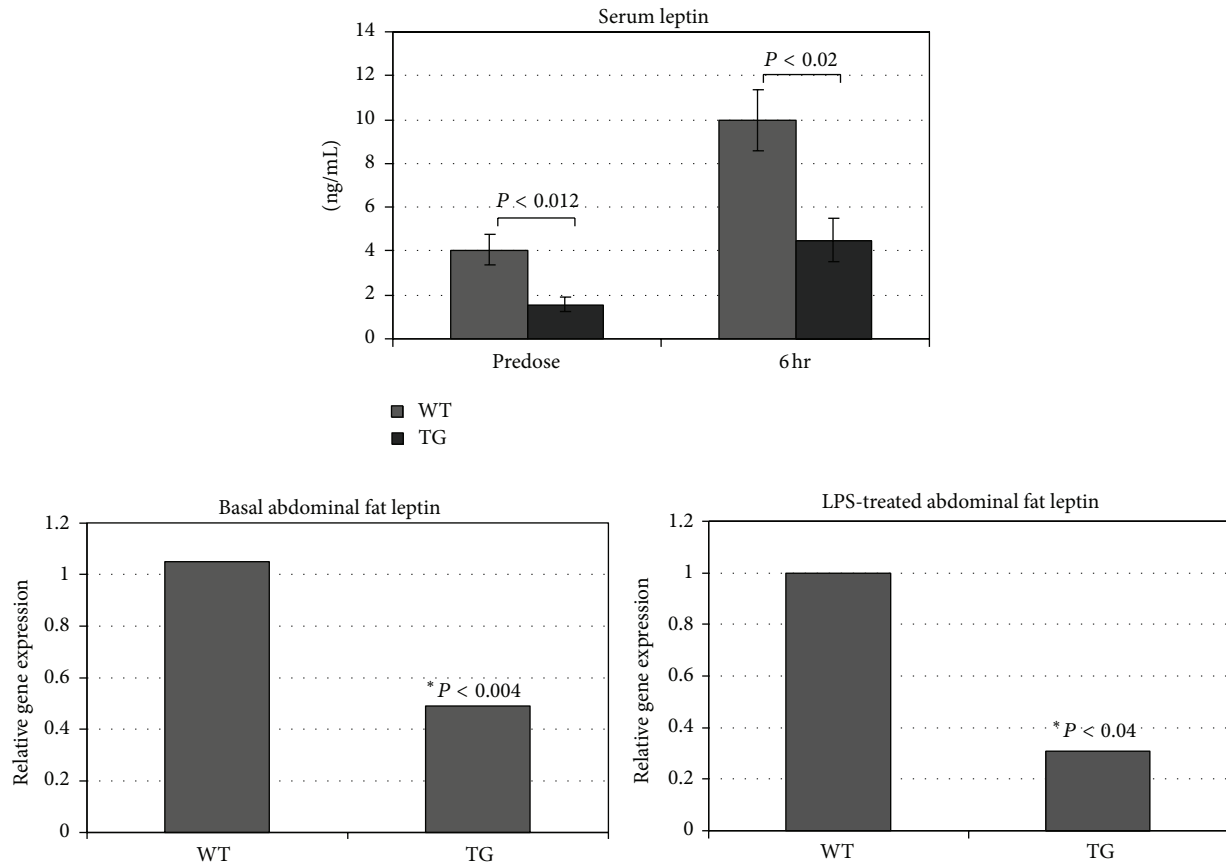 Serum leptin
14
12
10
8
6
4
2
0
(ng/mL)
P < 0.012
P < 0.02
Predose
6 hr
WT
TG
Basal abdominal fat leptin
1.2
1
0.8
0.6
0.4
0.2
0
Relative gene expression
*P < 0.004
WT
TG
LPS-treated abdominal fat leptin
1.2
1
0.8
0.6
0.4
0.2
0
Relative gene expression
*P < 0.04
WT
TG